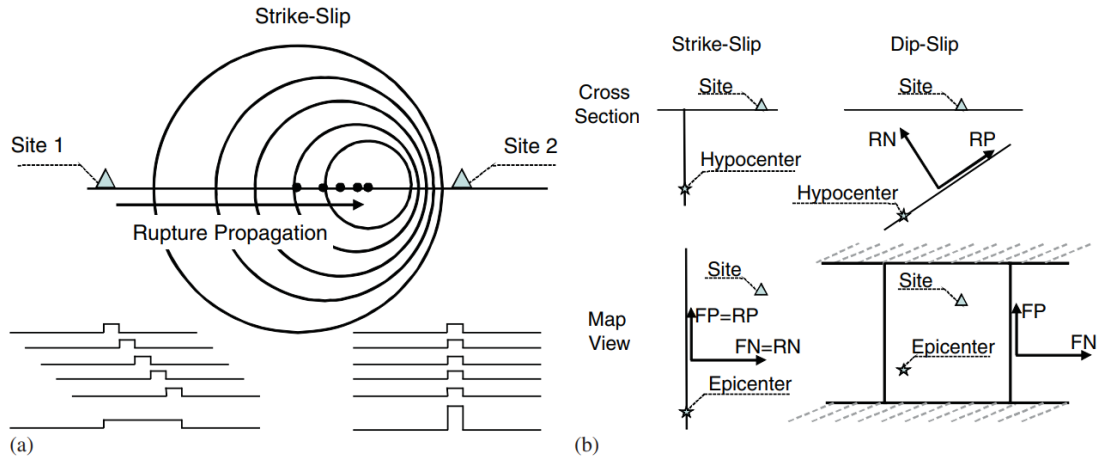 Strike-Slip
Site 1
Site 2
Rupture Propagation
(a)
Strike-Slip
Dip-Slip
Cross
Section
Site
Hypocenter
Site
RN
RP
Hypocenter
Map
View
Site
FP=RP
FN=RN
Epicenter
Site
FP
FN
Epicenter
(b)